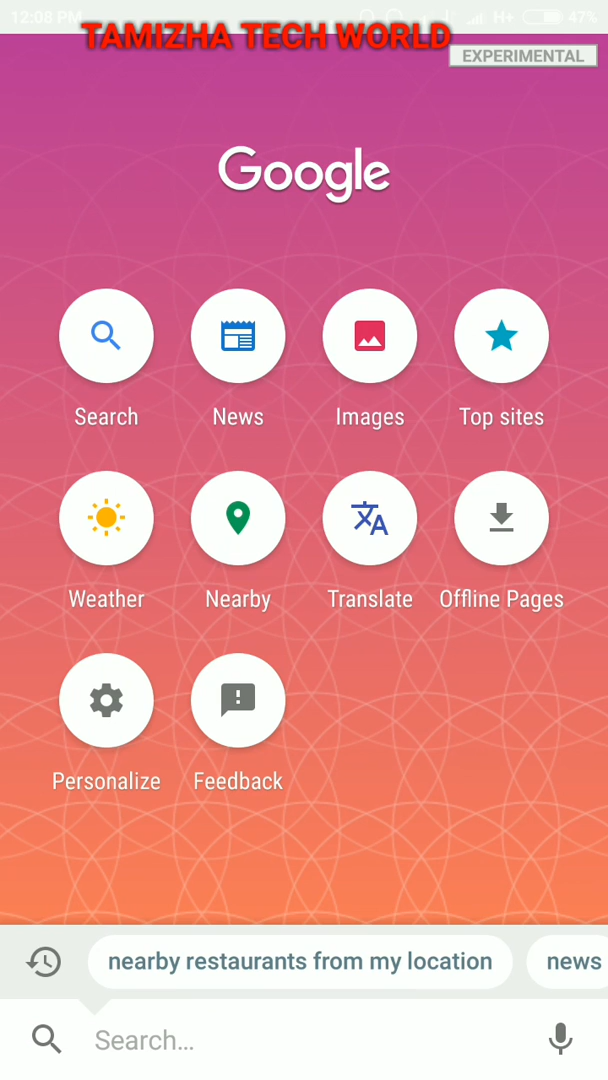 12:08 PM H+ 47%
TAMIZHA TECH WORLD
EXPERIMENTAL
Google
Search News Images Top sites
Weather Nearby Translate Offline Pages
Personalize Feedback
nearby restaurants from my location news
Search...